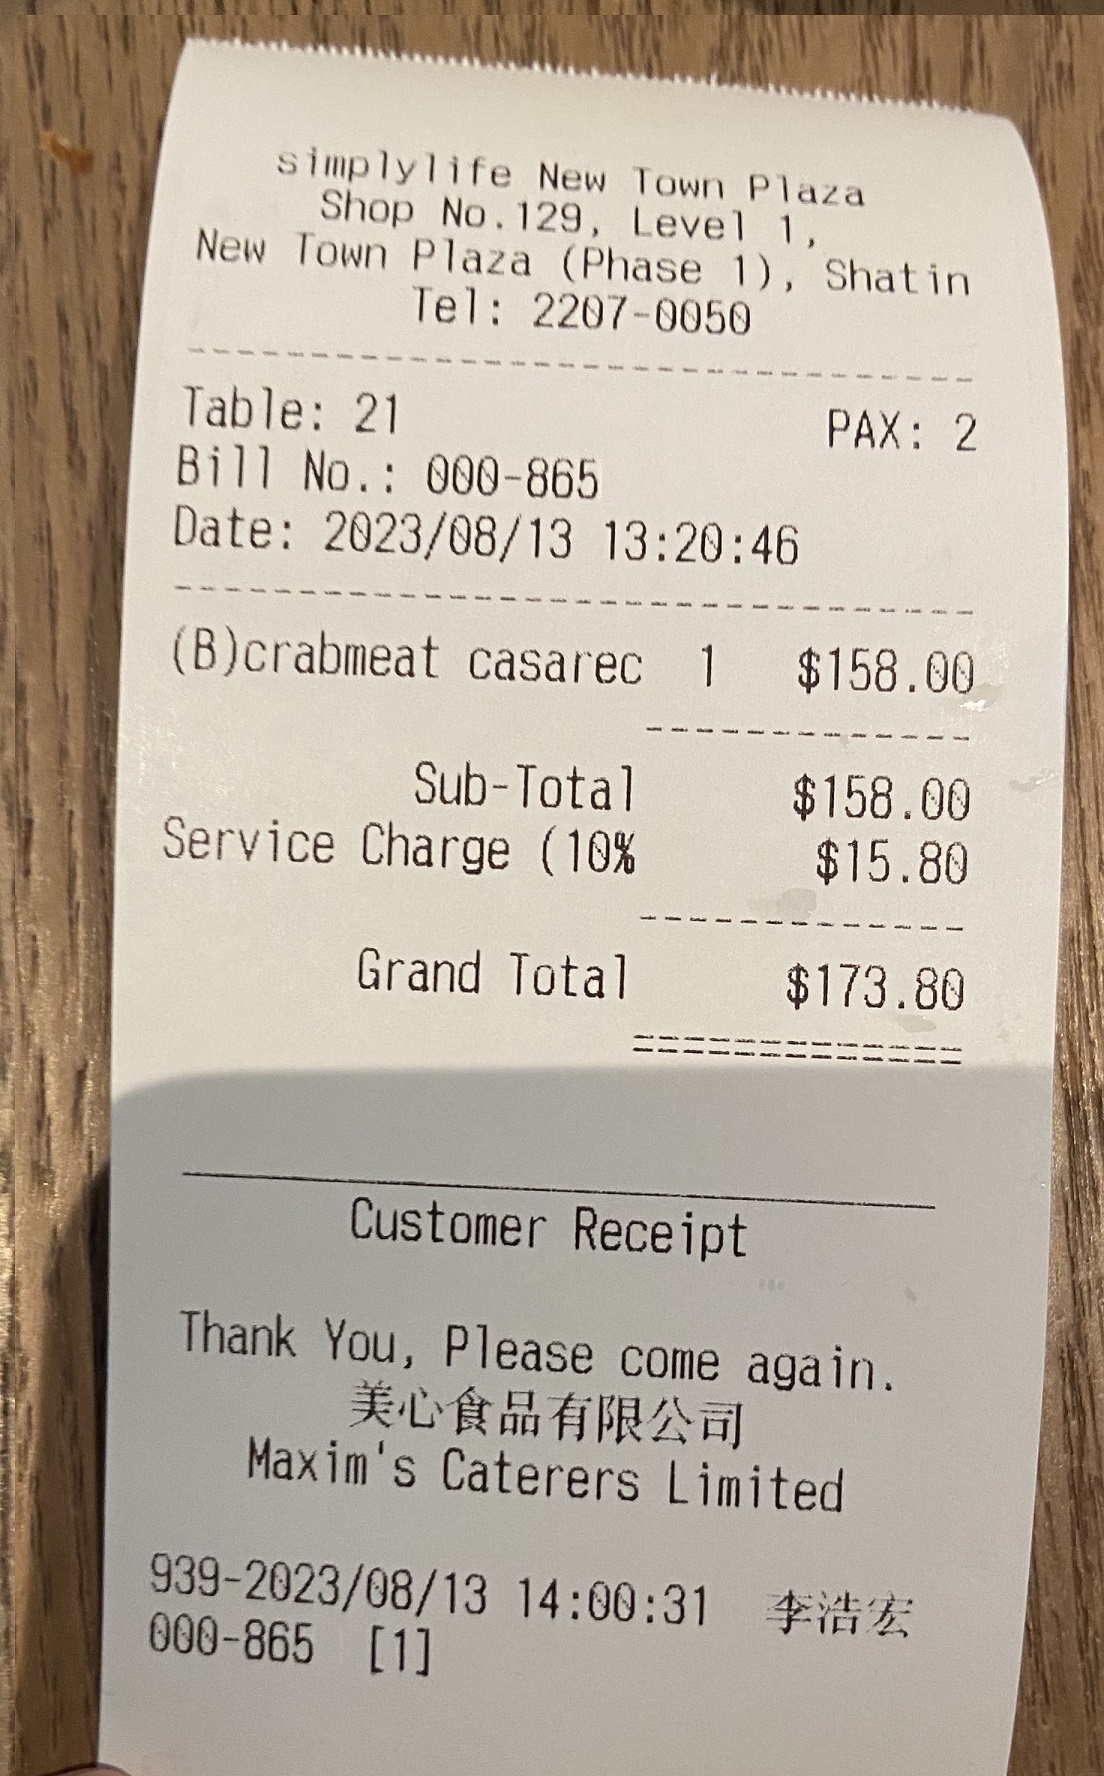 simplylife New Town Plaza
Shop No.129, Level 1,
New Town Plaza (Phase 1), Shatin
Tel: 2207-0050
Table: 21 PAX: 2
Bill No.: 000-865
Date: 2023/08/13 13:20:46
(B)crabmeat casarec 1 $158.00
Sub-Total $158.00
Service Charge (10% $15.80
Grand Total $173.80
Customer Receipt
Thank You, Please come again.
美心食品有限公司
Maxim's Caterers Limited
939-2023/08/13 14:00:31 李浩宏
000-865 [1]